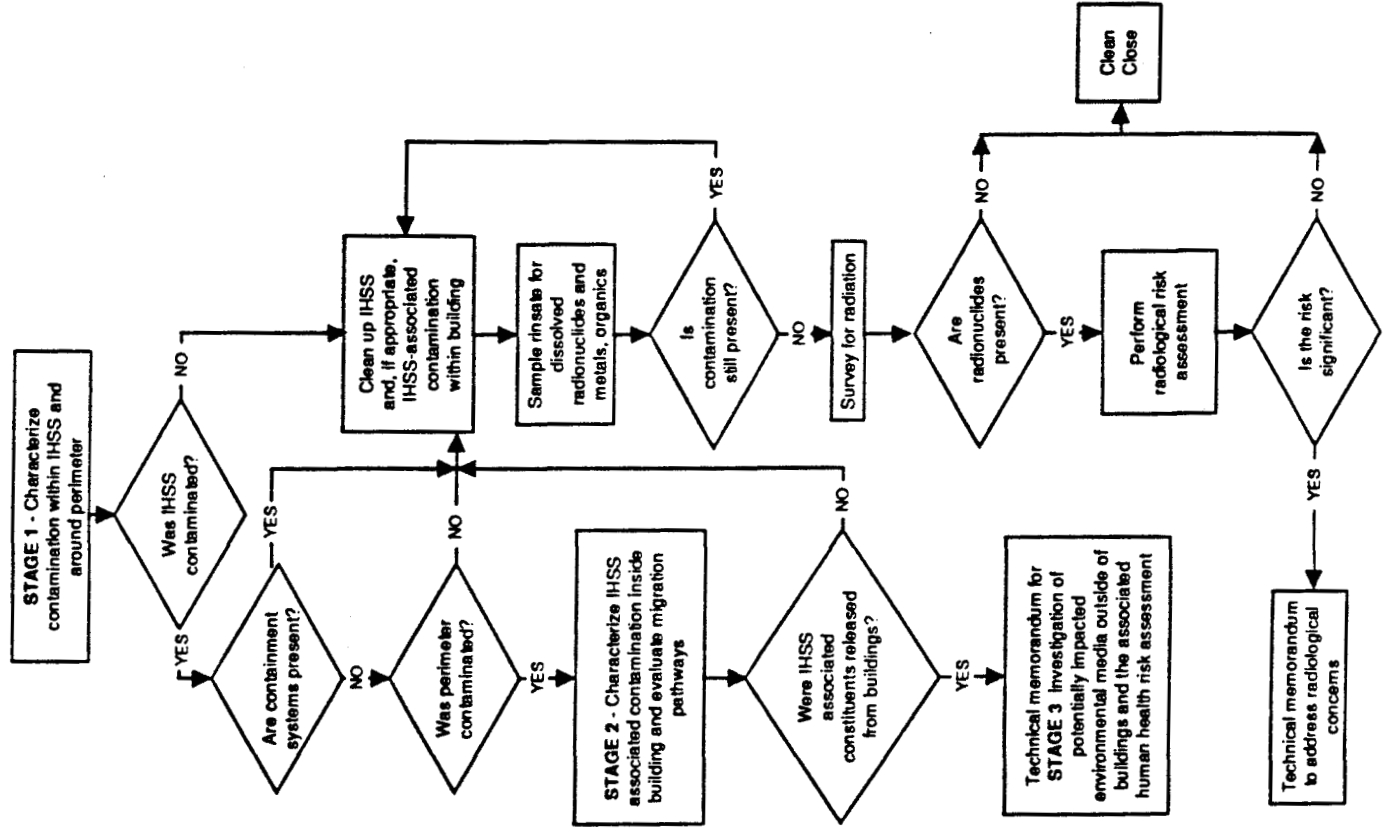 STAGE 1 - Characterize
contamination within IHSS and
around perimeter
Was IHSS
contaminated?
YES
NO
Are containment
systems present?
YES
NO
Was perimeter
contaminated?
NO
YES
STAGE 2 - Characterize IHSS
associated contamination inside
building and evaluate migration
pathways
Were IHSS
associated
constituents released
from buildings?
NO
YES
Technical memorandum for
STAGE 3 Investigation of
potentially impacted
environmental media outside of
buildings and the associated
human health risk assessment
Clean up IHSS
and, if appropriate,
IHSS-associated
contamination
within building
Sample rinsate for
dissolved
radionuclides and
metals, organics
Is
contamination
still present?
YES
NO
Survey for radiation
Are
radionuclides
present?
NO
YES
Perform
radiological risk
assessment
Is the risk
significant?
NO
YES
Clean
Close
Technical memorandum
to address radiological
concerns